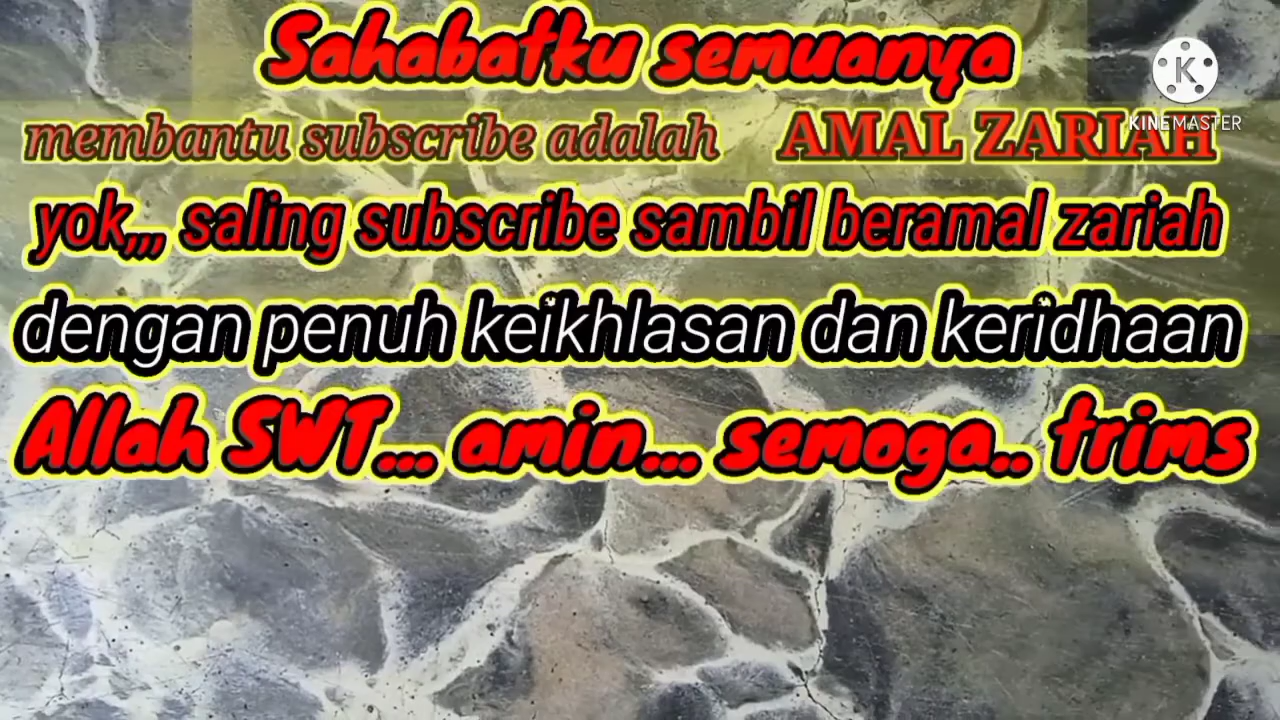 Sahabatku semuanya
membantu subscribe adalah AMAL ZARIAH
yok,,, saling subscribe sambil beramal zariah
dengan penuh keikhlasan dan keridhaan
Allah SWT... amin... semoga.. trims
K
KINEMASTER